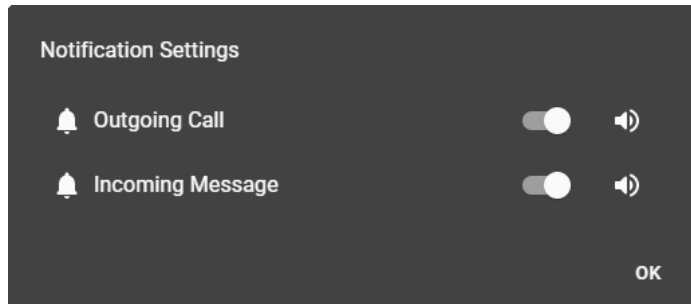 Notification Settings
Outgoing Call
Incoming Message
OK